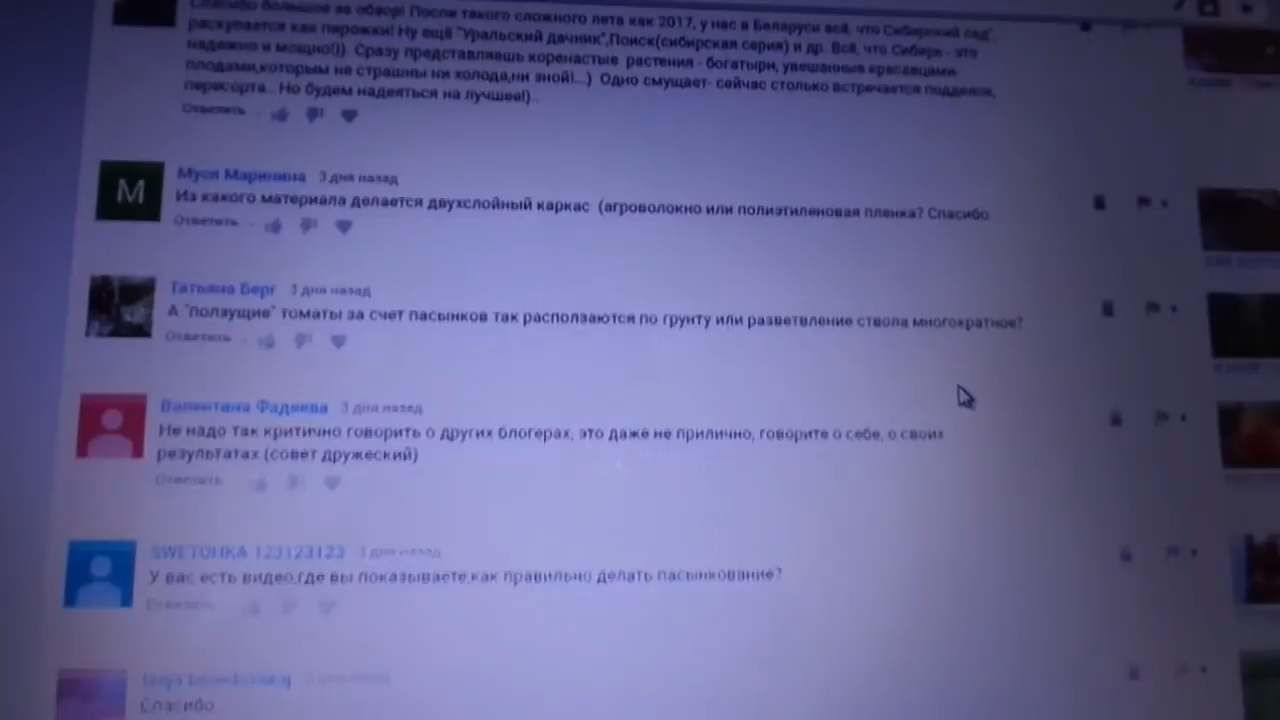 Спасибо большое за обзор! После такого сложного лета как 2017, у нас в Беларуси всё, что Сибирский сад",
раскупается как пирожки! Ну ещё "Уральский дачник",Поиск(сибирская серия) и др. Всё, что Сибирь - это
надежно и мощно!)) Сразу представляешь коренастые растения - богатыри, увешанные красавцами-
плодами,которым не страшны ни холода,ни зной!...) Одно смущает- сейчас столько встречается подделок,
пересорта.. Но будем надеяться на лучшее!)..
Ответить
М
Муся Маринина 3 дня назад
Из какого материала делается двухслойный каркас (агроволокно или полиэтиленовая пленка? Спасибо
Ответить
Татьяна Берг 3 дня назад
А "ползущие" томаты за счет пасынков так расползаются по грунту или разветвление ствола многократное?
Ответить
Валентина Фадеева 3 дня назад
Не надо так критично говорить о других блогерах, это даже не прилично, говорите о себе, о своих
результатах (совет дружеский)
Ответить
SWETUHKA 123123123 3 дня назад
У вас есть видео,где вы показываете,как правильно делать пасынкование?
Ответить
Спасибо